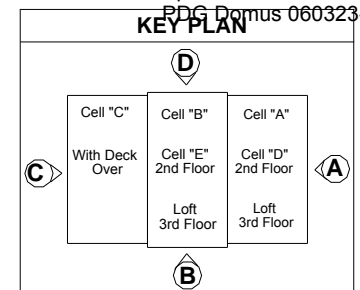 RDG Domus 060323
KEY PLAN
D
Cell "C"
With Deck
Over
Cell "B"
Cell "E"
2nd Floor
Loft
3rd Floor
Cell "A"
Cell "D"
2nd Floor
Loft
3rd Floor
C
A
B